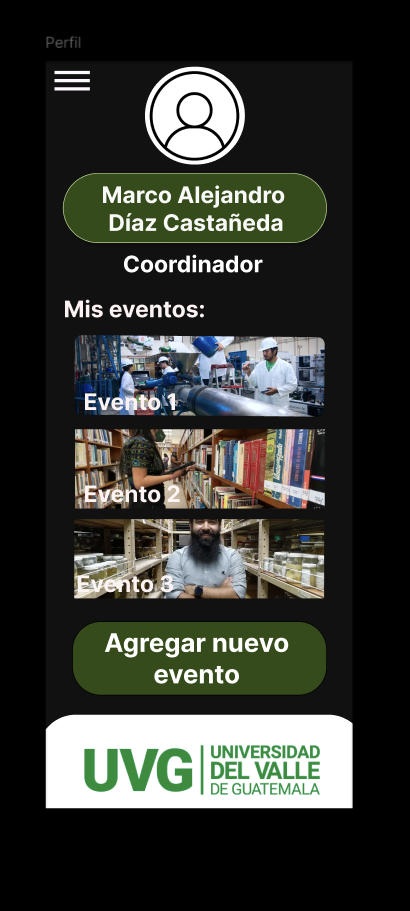 Perfil
Marco Alejandro
Díaz Castañeda
Coordinador
Mis eventos:
Evento 1
Evento 2
Evento 3
Agregar nuevo
evento
UVG
UNIVERSIDAD
DEL VALLE
DE GUATEMALA